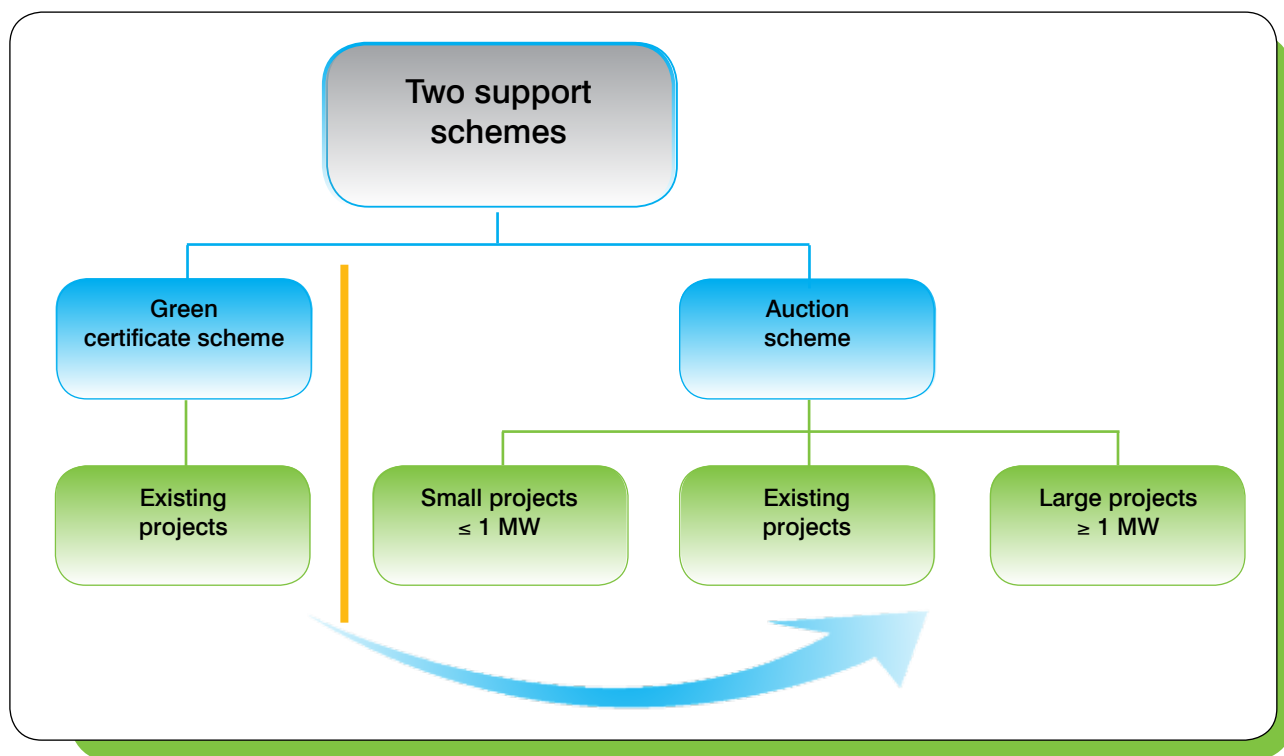 Two support
schemes
Green
certificate scheme
Auction
scheme
Existing
projects
Small projects
≤ 1 MW
Existing
projects
Large projects
≥ 1 MW